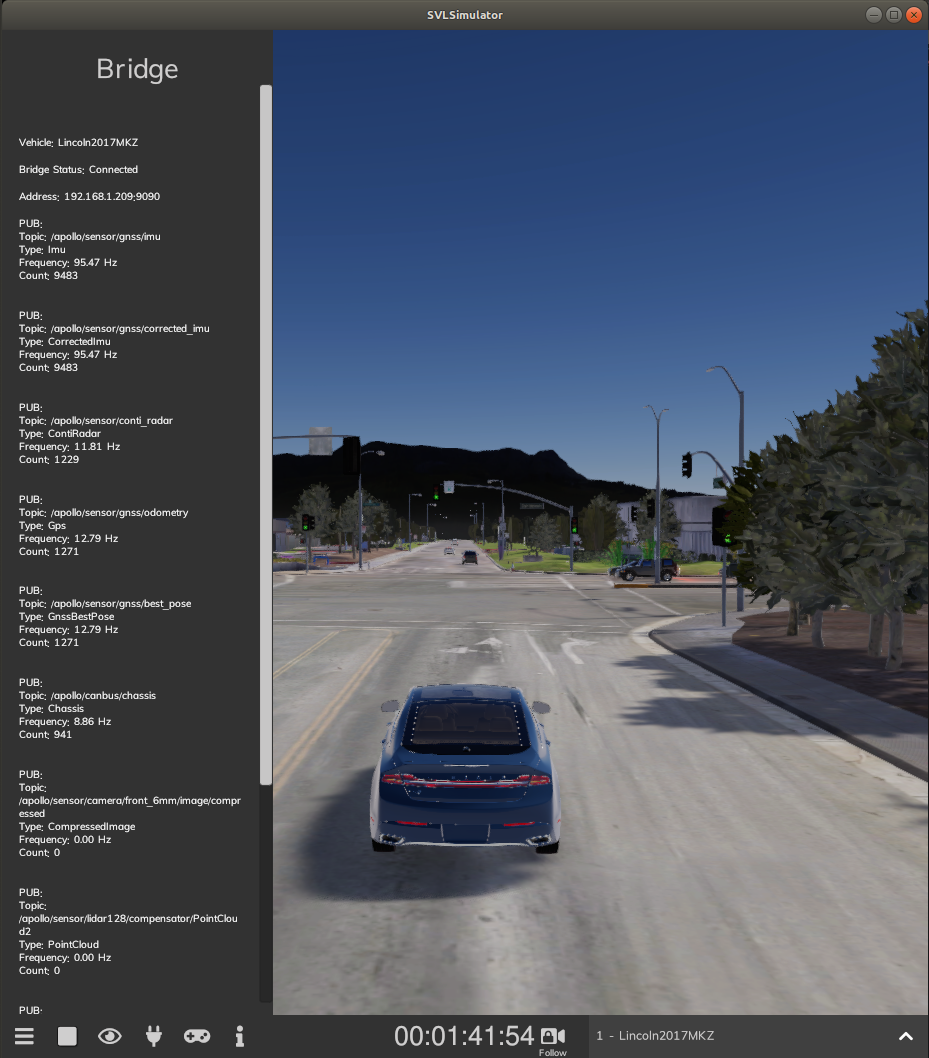 SVLSimulator
Bridge
Vehicle: Lincoln2017MKZ
Bridge Status: Connected
Address: 192.168.1.209:9090
PUB:
Topic: /apollo/sensor/gnss/imu
Type: Imu
Frequency: 95.47 Hz
Count: 9483
PUB:
Topic: /apollo/sensor/gnss/corrected_imu
Type: CorrectedImu
Frequency: 95.47 Hz
Count: 9483
PUB:
Topic: /apollo/sensor/conti_radar
Type: ContiRadar
Frequency: 11.81 Hz
Count: 1229
PUB:
Topic: /apollo/sensor/gnss/odometry
Type: Gps
Frequency: 12.79 Hz
Count: 1271
PUB:
Topic: /apollo/sensor/gnss/best_pose
Type: GnssBestPose
Frequency: 12.79 Hz
Count: 1271
PUB:
Topic: /apollo/canbus/chassis
Type: Chassis
Frequency: 8.86 Hz
Count: 941
PUB:
Topic:
/apollo/sensor/camera/front_6mm/image/compr
essed
Type: CompressedImage
Frequency: 0.00 Hz
Count: 0
PUB:
Topic:
/apollo/sensor/lidar128/compensator/PointClou
d2
Type: PointCloud
Frequency: 0.00 Hz
Count: 0
PUB:
00:01:41:54
Follow
1 - Lincoln2017MKZ